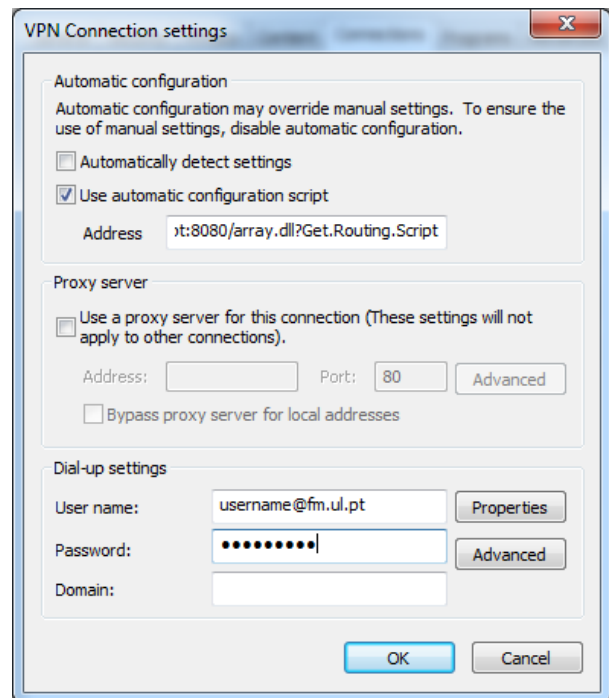 VPN Connection settings
Connections
Automatic configuration
Automatic configuration may override manual settings. To ensure the
use of manual settings, disable automatic configuration.
Automatically detect settings
Use automatic configuration script
Address ot:8080/array.dll?Get.Routing.Script
Proxy server
Use a proxy server for this connection (These settings will not
apply to other connections).
Address: Port: 80 Advanced
Bypass proxy server for local addresses
Dial-up settings
User name: username@fm.ul.pt Properties
Password: ●●●●●●●●● Advanced
Domain:
OK Cancel